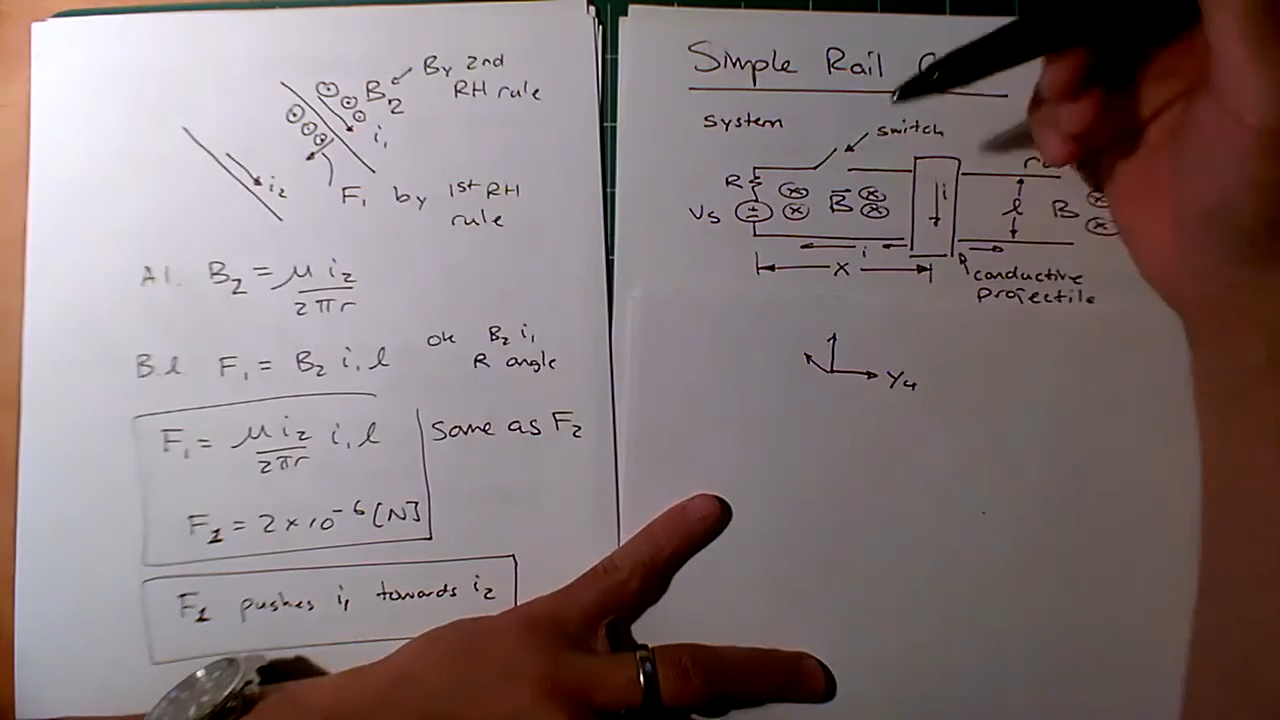 B₂ By 2nd
RH rule
i₁
i₂
F₁ by 1st RH
rule
A1. B₂ = μ i₂
2πr
B.l F₁ = B₂ i₁ l
B₂ i₁
R angle
F₁ = μ i₂ i₁ l
2πr
same as F₂
F₁ = 2 × 10⁻⁶ [N]
F₁ pushes i₁ towards i₂
Simple Rail
system
switch
R
Vs
B
i
l
B
i
x
conductive
projectile